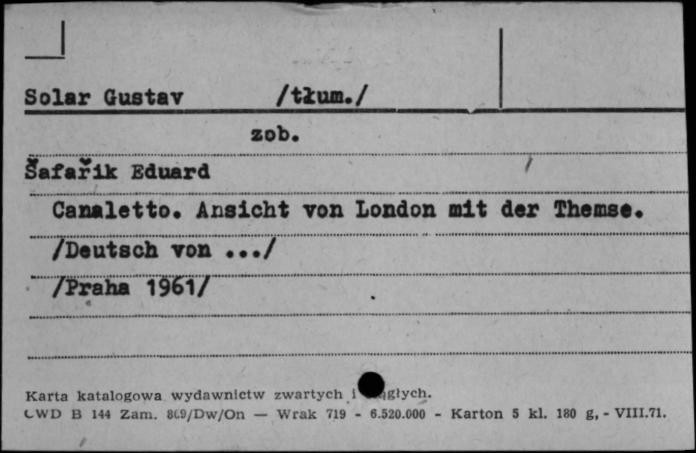 Solar Gustav /tłum./
zob.
Šafařik Eduard
Canaletto. Ansicht von London mit der Themse.
/Deutsch von .../
/Praha 1961/
Karta katalogowa wydawnictw zwartych i
CWD B 144 Zam. 869/Dw/On — Wrak 719 - 6.520.000 - Karton 5 kl. 180 g, - VIII.71.